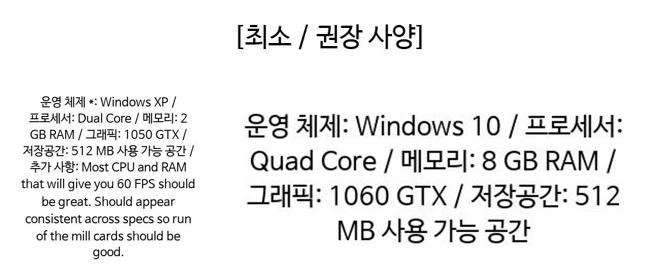 [최소 / 권장 사양]
운영 체제 *: Windows XP /
프로세서: Dual Core / 메모리: 2
GB RAM / 그래픽: 1050 GTX /
저장공간: 512 MB 사용 가능 공간 /
추가 사항: Most CPU and RAM
that will give you 60 FPS should
be great. Should appear
consistent across specs so run
of the mill cards should be
good.
운영 체제: Windows 10 / 프로세서:
Quad Core / 메모리: 8 GB RAM /
그래픽: 1060 GTX / 저장공간: 512
MB 사용 가능 공간